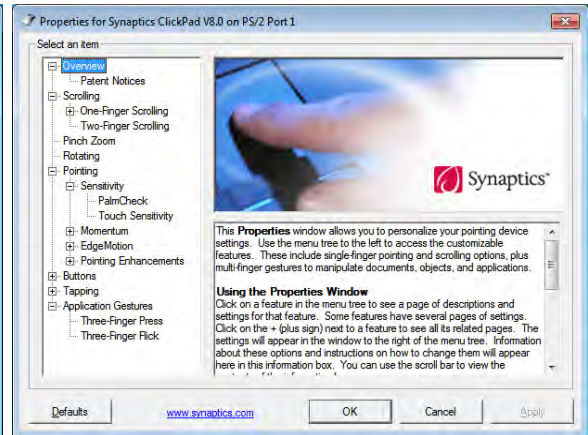 Properties for Synaptics ClickPad V8.0 on PS/2 Port 1
Select an item
Overview
Patent Notices
Scrolling
One-Finger Scrolling
Two-Finger Scrolling
Pinch Zoom
Rotating
Pointing
Sensitivity
PalmCheck
Touch Sensitivity
Momentum
EdgeMotion
Pointing Enhancements
Buttons
Tapping
Application Gestures
Three-Finger Press
Three-Finger Flick
Synaptics™
This Properties window allows you to personalize your pointing device
settings. Use the menu tree to the left to access the customizable
features. These include single-finger pointing and scrolling options, plus
multi-finger gestures to manipulate documents, objects, and applications.
Using the Properties Window
Click on a feature in the menu tree to see a page of descriptions and
settings for that feature. Some features have several pages of settings.
Click on the + (plus sign) next to a feature to see all its related pages. The
settings will appear in the window to the right of the menu tree. Information
about these options and instructions on how to change them will appear
here in this information box. You can use the scroll bar to view the
Defaults
www.synaptics.com
OK
Cancel
Apply